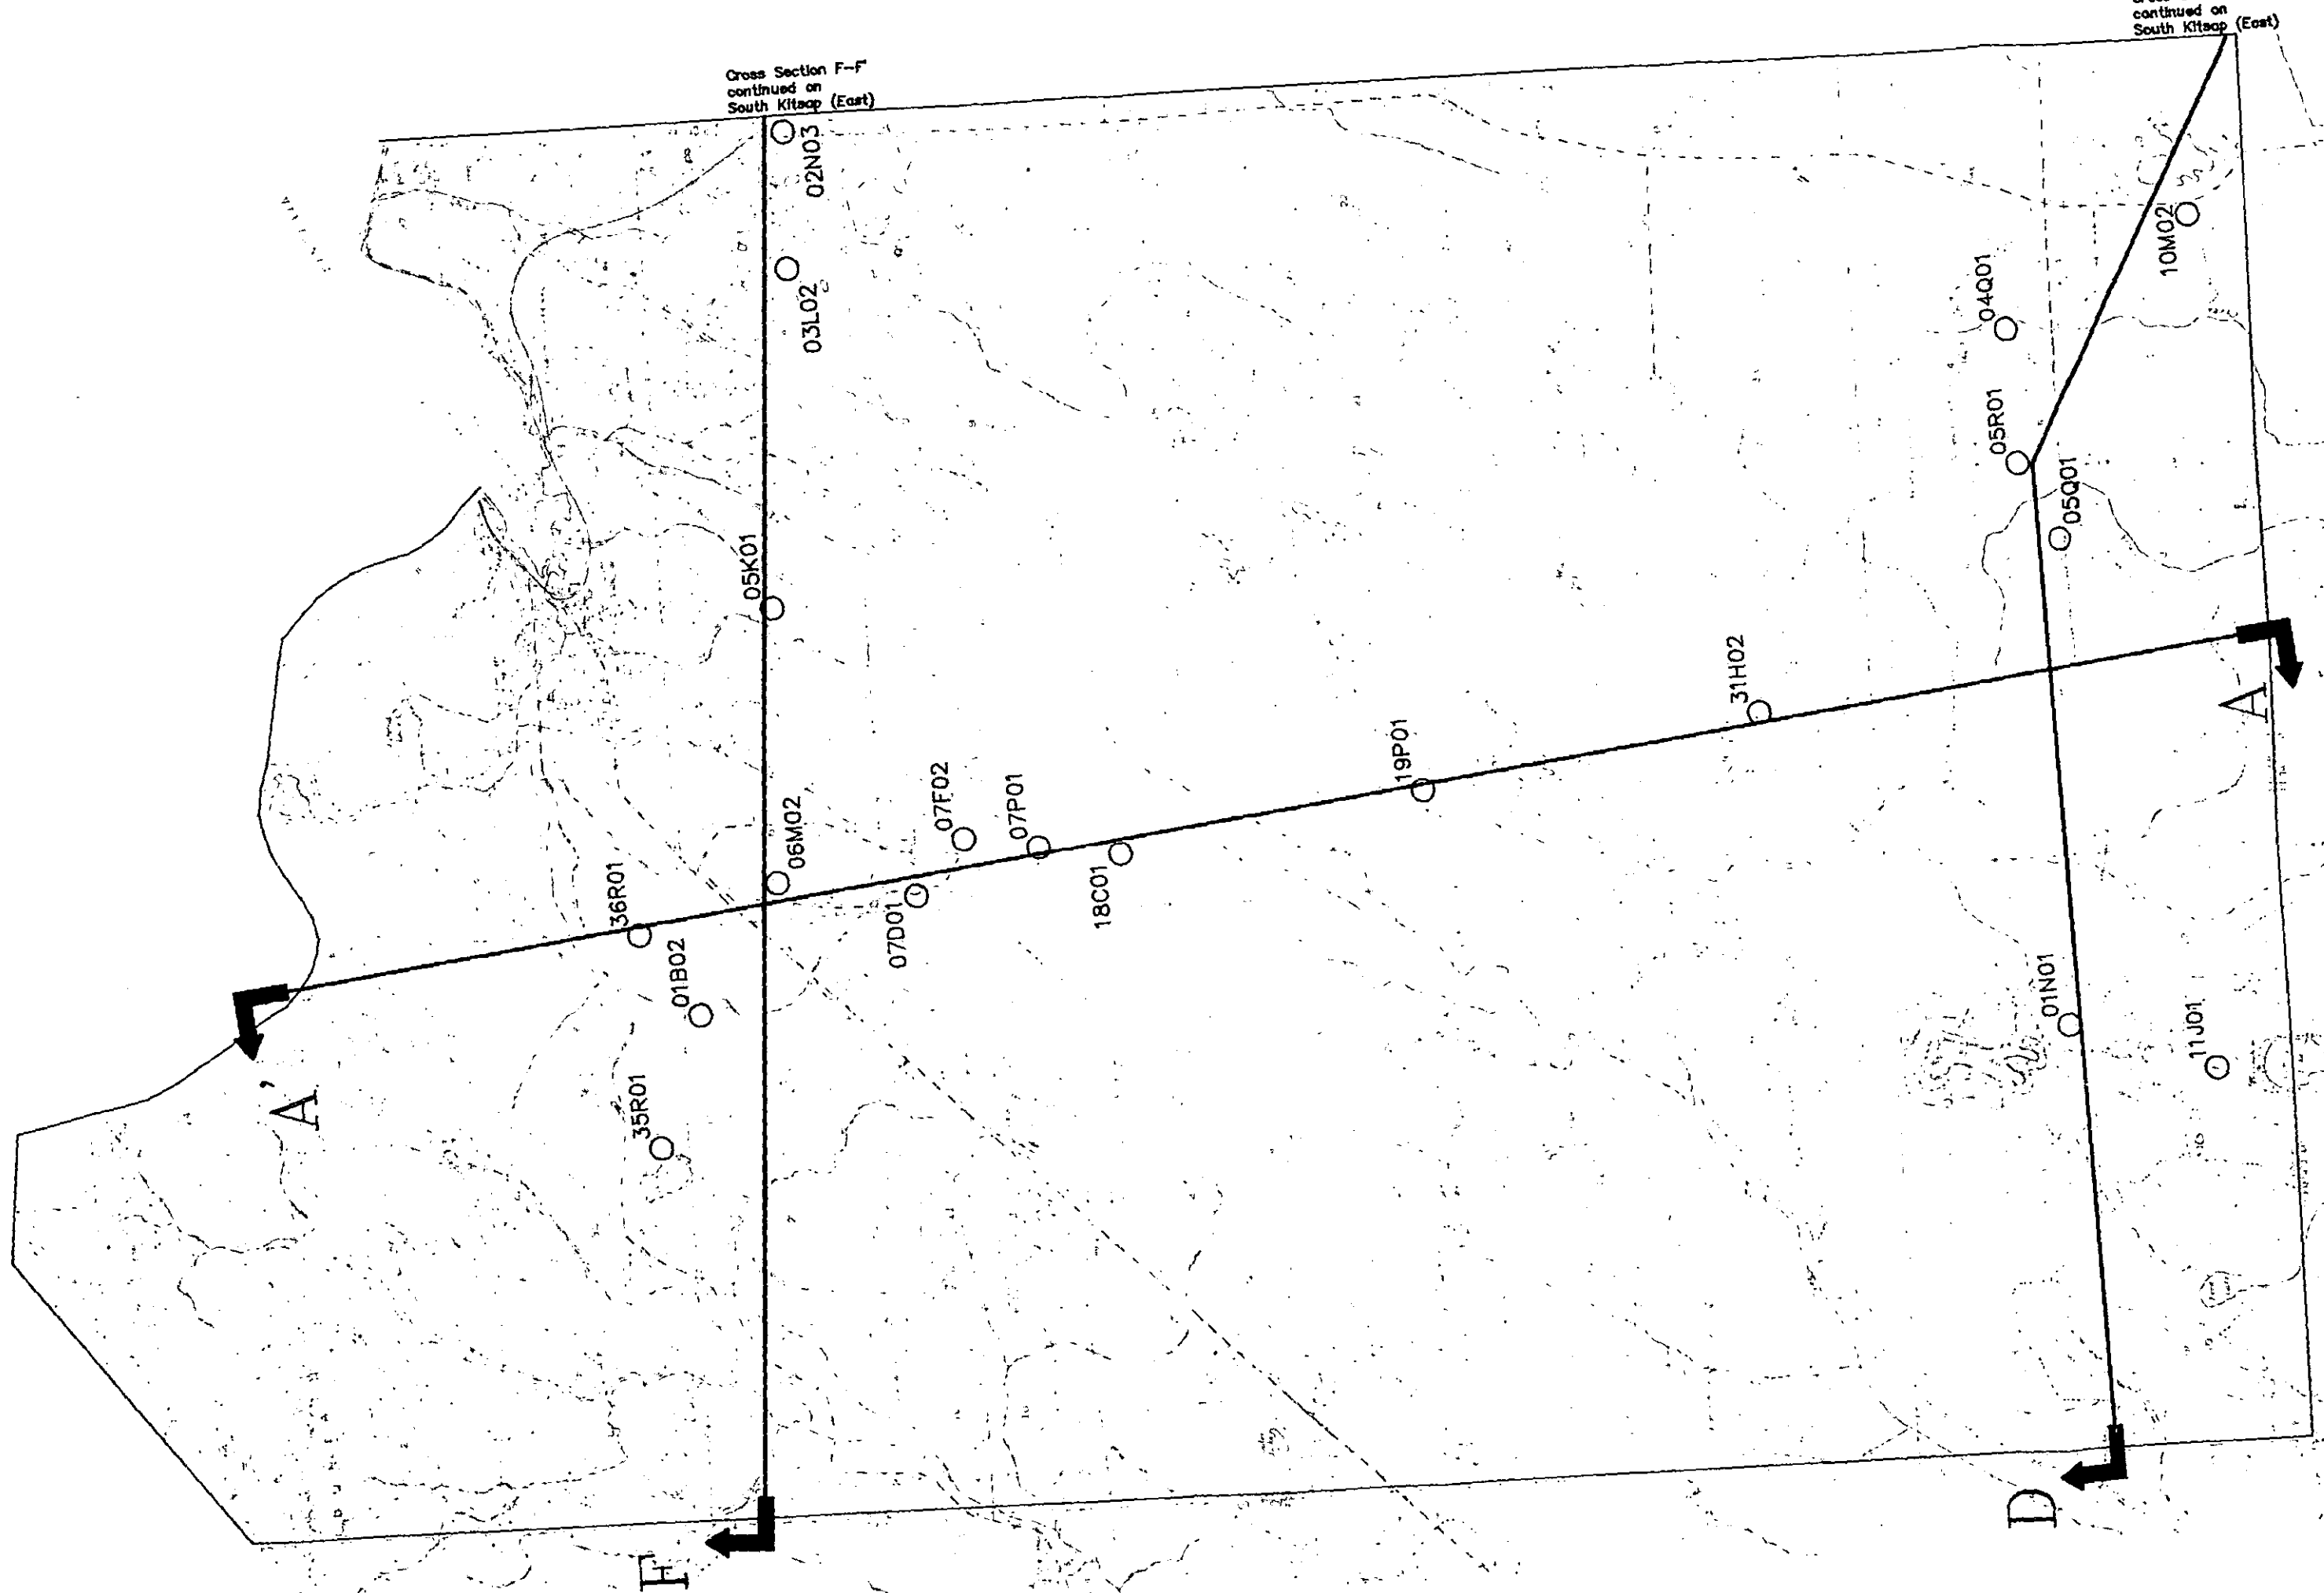 continued on
South Kitsap (East)
Cross Section F-F'
continued on
South Kitsap (East)
02N03
03L02
05K01
10M02
04Q01
05R01
05Q01
31H02
19P01
07F02
07P01
06M02
18C01
07D01
36R01
01B02
35R01
01N01
11J01
A
A'
D
F